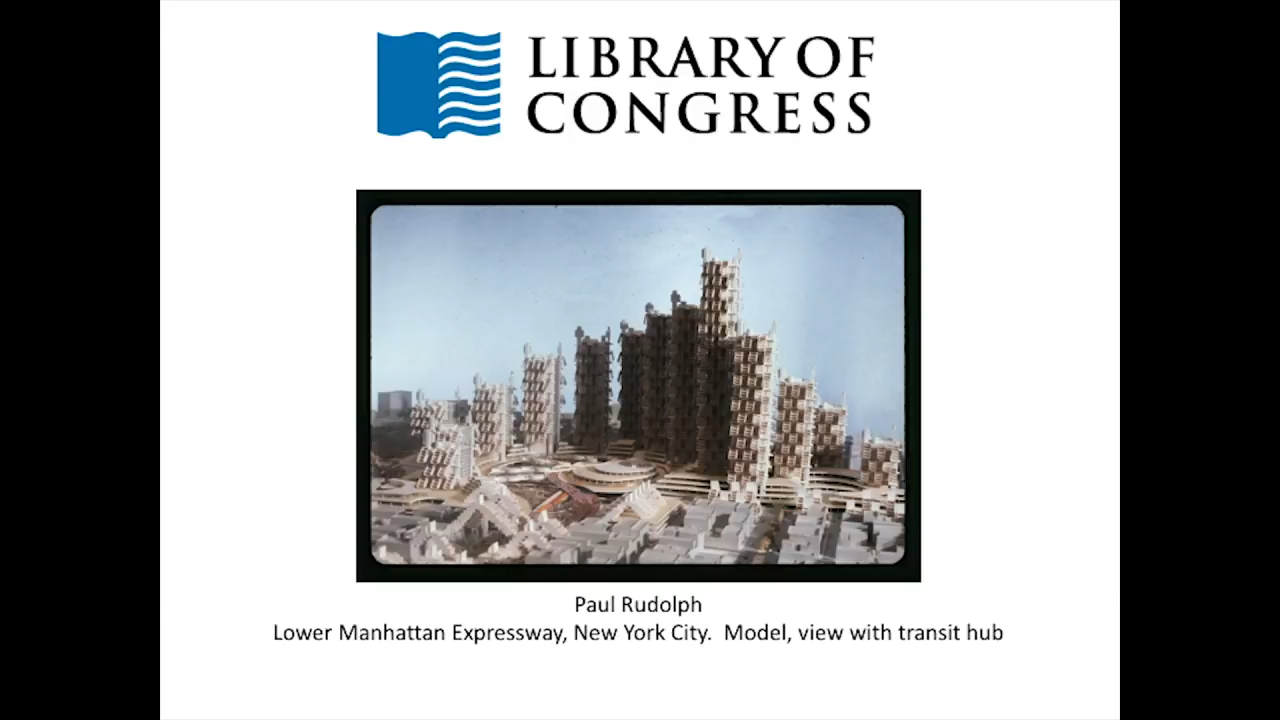 LIBRARY OF
CONGRESS
Paul Rudolph
Lower Manhattan Expressway, New York City.  Model, view with transit hub